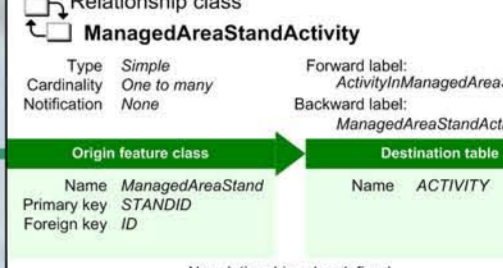 Relationship class
ManagedAreaStandActivity
Type Simple
Cardinality One to many
Notification None
Forward label:
Backward label:
Origin feature class
Destination table
Name ManagedAreaStand
Primary key STANDID
Foreign key ID
Name ACTIVITY